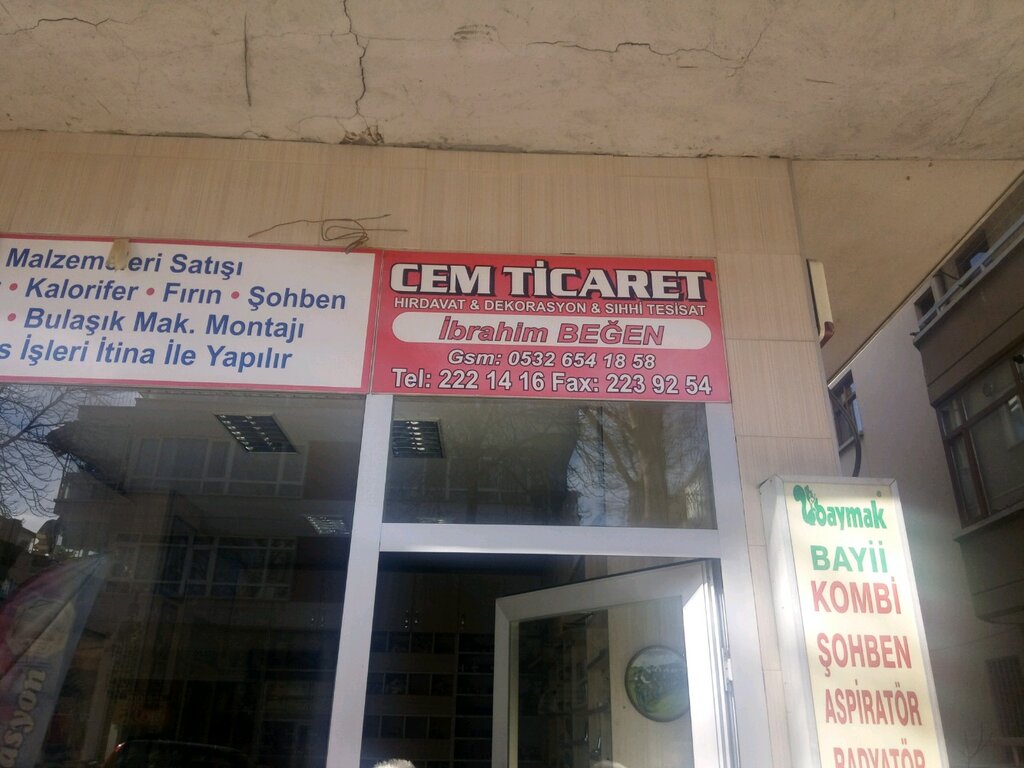 Malzemeleri Satışı
• Kalorifer • Fırın • Şohben
• Bulaşık Mak. Montajı
İşleri İtina İle Yapılır
CEM TİCARET
HIRDAVAT & DEKORASYON & SIHHİ TESİSAT
İbrahim BEĞEN
Gsm: 0532 654 18 58
Tel: 222 14 16 Fax: 223 92 54
baymak
BAYİİ
KOMBİ
ŞOHBEN
ASPİRATÖR
RADYATÖR
asyon